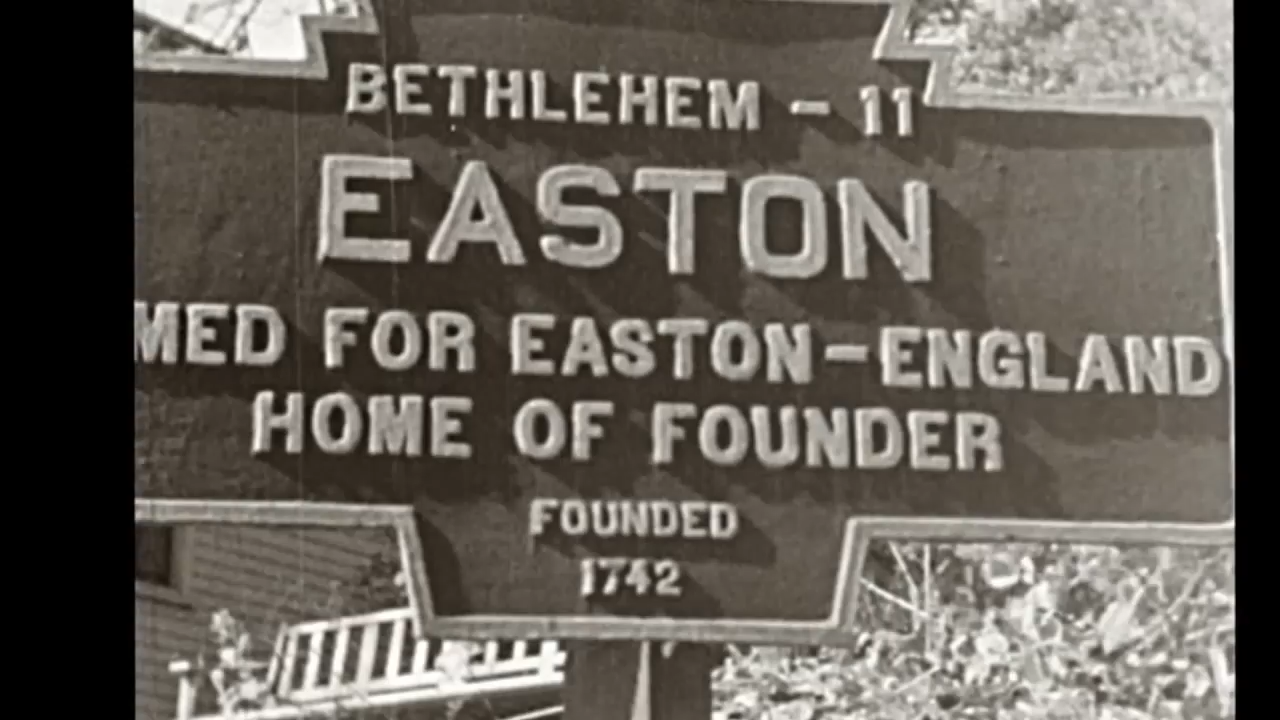 BETHLEHEM - 11
EASTON
MED FOR EASTON-ENGLAND
HOME OF FOUNDER
FOUNDED
1742